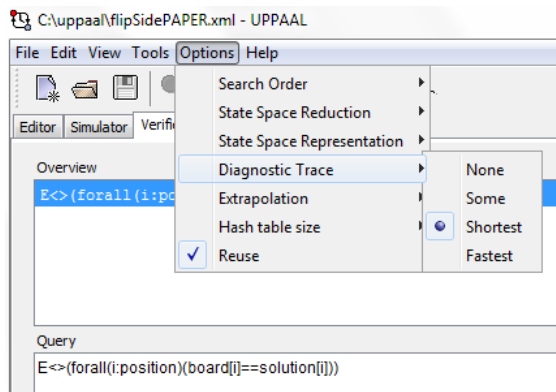 C:\uppaal\flipSidePAPER.xml - UPPAAL
File Edit View Tools Options Help
Search Order
State Space Reduction
State Space Representation
Diagnostic Trace
Extrapolation
Hash table size
Reuse
None
Some
Shortest
Fastest
Editor Simulator
Overview
E<>(forall(i:po
Query
E<>(forall(i:position)(board[i]==solution[i]))